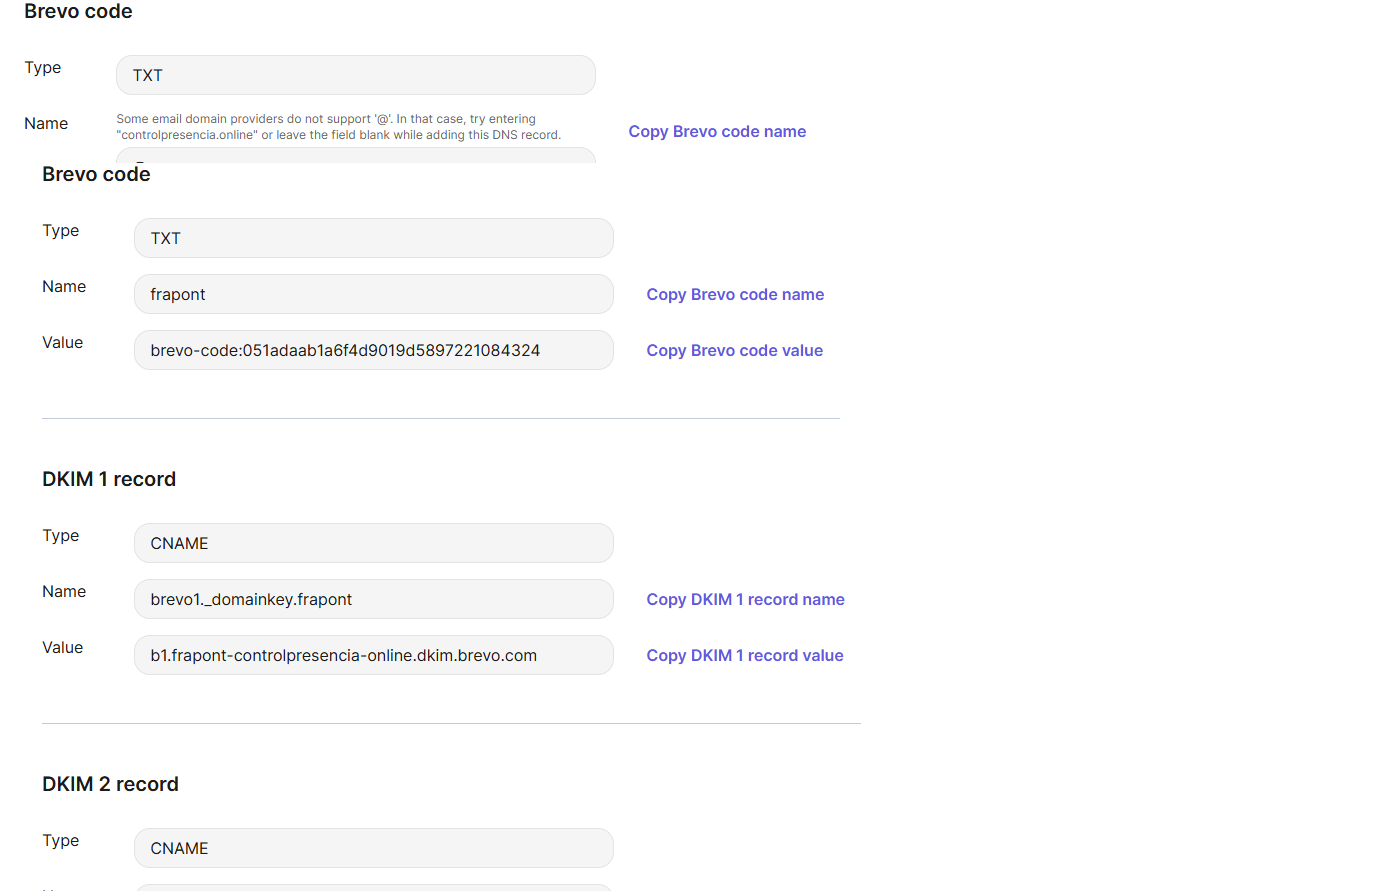 Brevo code
Type
TXT
Name
Some email domain providers do not support '@'. In that case, try entering
"controlpresencia.online" or leave the field blank while adding this DNS record.
Copy Brevo code name
Brevo code
Type
TXT
Name
frapont
Copy Brevo code name
Value
brevo-code:051adaab1a6f4d9019d5897221084324
Copy Brevo code value
DKIM 1 record
Type
CNAME
Name
brevo1._domainkey.frapont
Copy DKIM 1 record name
Value
b1.frapont-controlpresencia-online.dkim.brevo.com
Copy DKIM 1 record value
DKIM 2 record
Type
CNAME